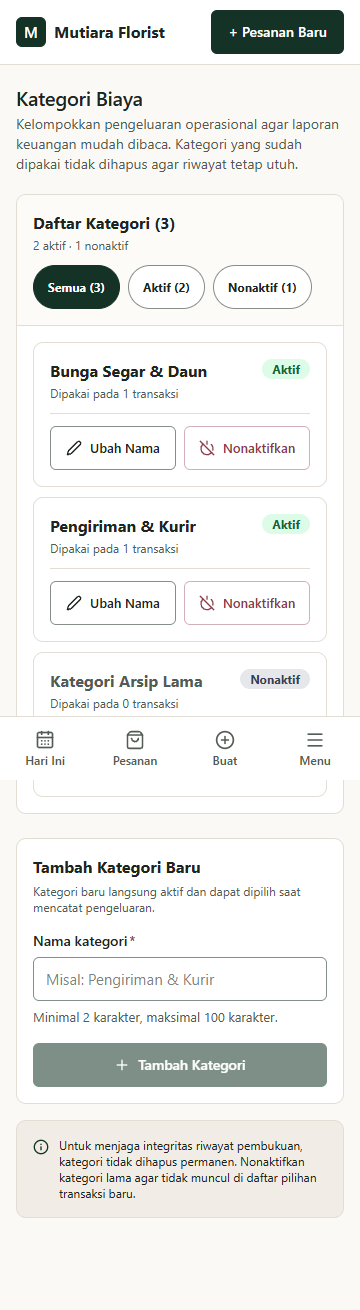 M
Mutiara Florist
+ Pesanan Baru
Kategori Biaya
Kelompokkan pengeluaran operasional agar laporan
keuangan mudah dibaca. Kategori yang sudah
dipakai tidak dihapus agar riwayat tetap utuh.
Daftar Kategori (3)
2 aktif · 1 nonaktif
Semua (3)
Aktif (2)
Nonaktif (1)
Bunga Segar & Daun
Aktif
Dipakai pada 1 transaksi
Ubah Nama
Nonaktifkan
Pengiriman & Kurir
Aktif
Dipakai pada 1 transaksi
Ubah Nama
Nonaktifkan
Kategori Arsip Lama
Nonaktif
Dipakai pada 0 transaksi
Hari Ini
Pesanan
Buat
Menu
Tambah Kategori Baru
Kategori baru langsung aktif dan dapat dipilih saat
mencatat pengeluaran.
Nama kategori*
Misal: Pengiriman & Kurir
Minimal 2 karakter, maksimal 100 karakter.
+ Tambah Kategori
Untuk menjaga integritas riwayat pembukuan,
kategori tidak dihapus permanen. Nonaktifkan
kategori lama agar tidak muncul di daftar pilihan
transaksi baru.